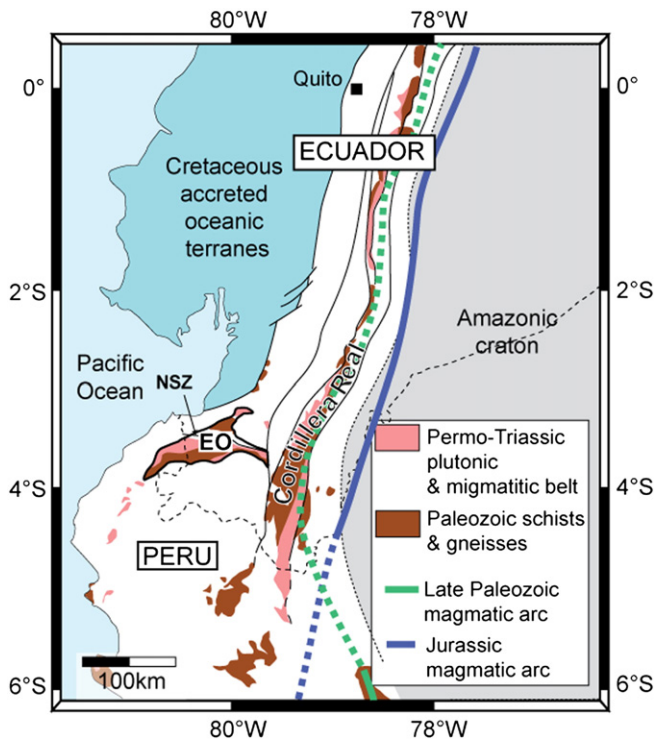 80°W 78°W
0° 0°
Quito
ECUADOR
Cretaceous
accreted
oceanic
terranes
2°S 2°S
Amazonic
craton
Pacific
Ocean
NSZ
EO
Cordillera Real
Permo-Triassic
plutonic
& migmatitic belt
4°S 4°S
Paleozoic schists
& gneisses
PERU
Late Paleozoic
magmatic arc
Jurassic
magmatic arc
100km
6°S 6°S
80°W 78°W